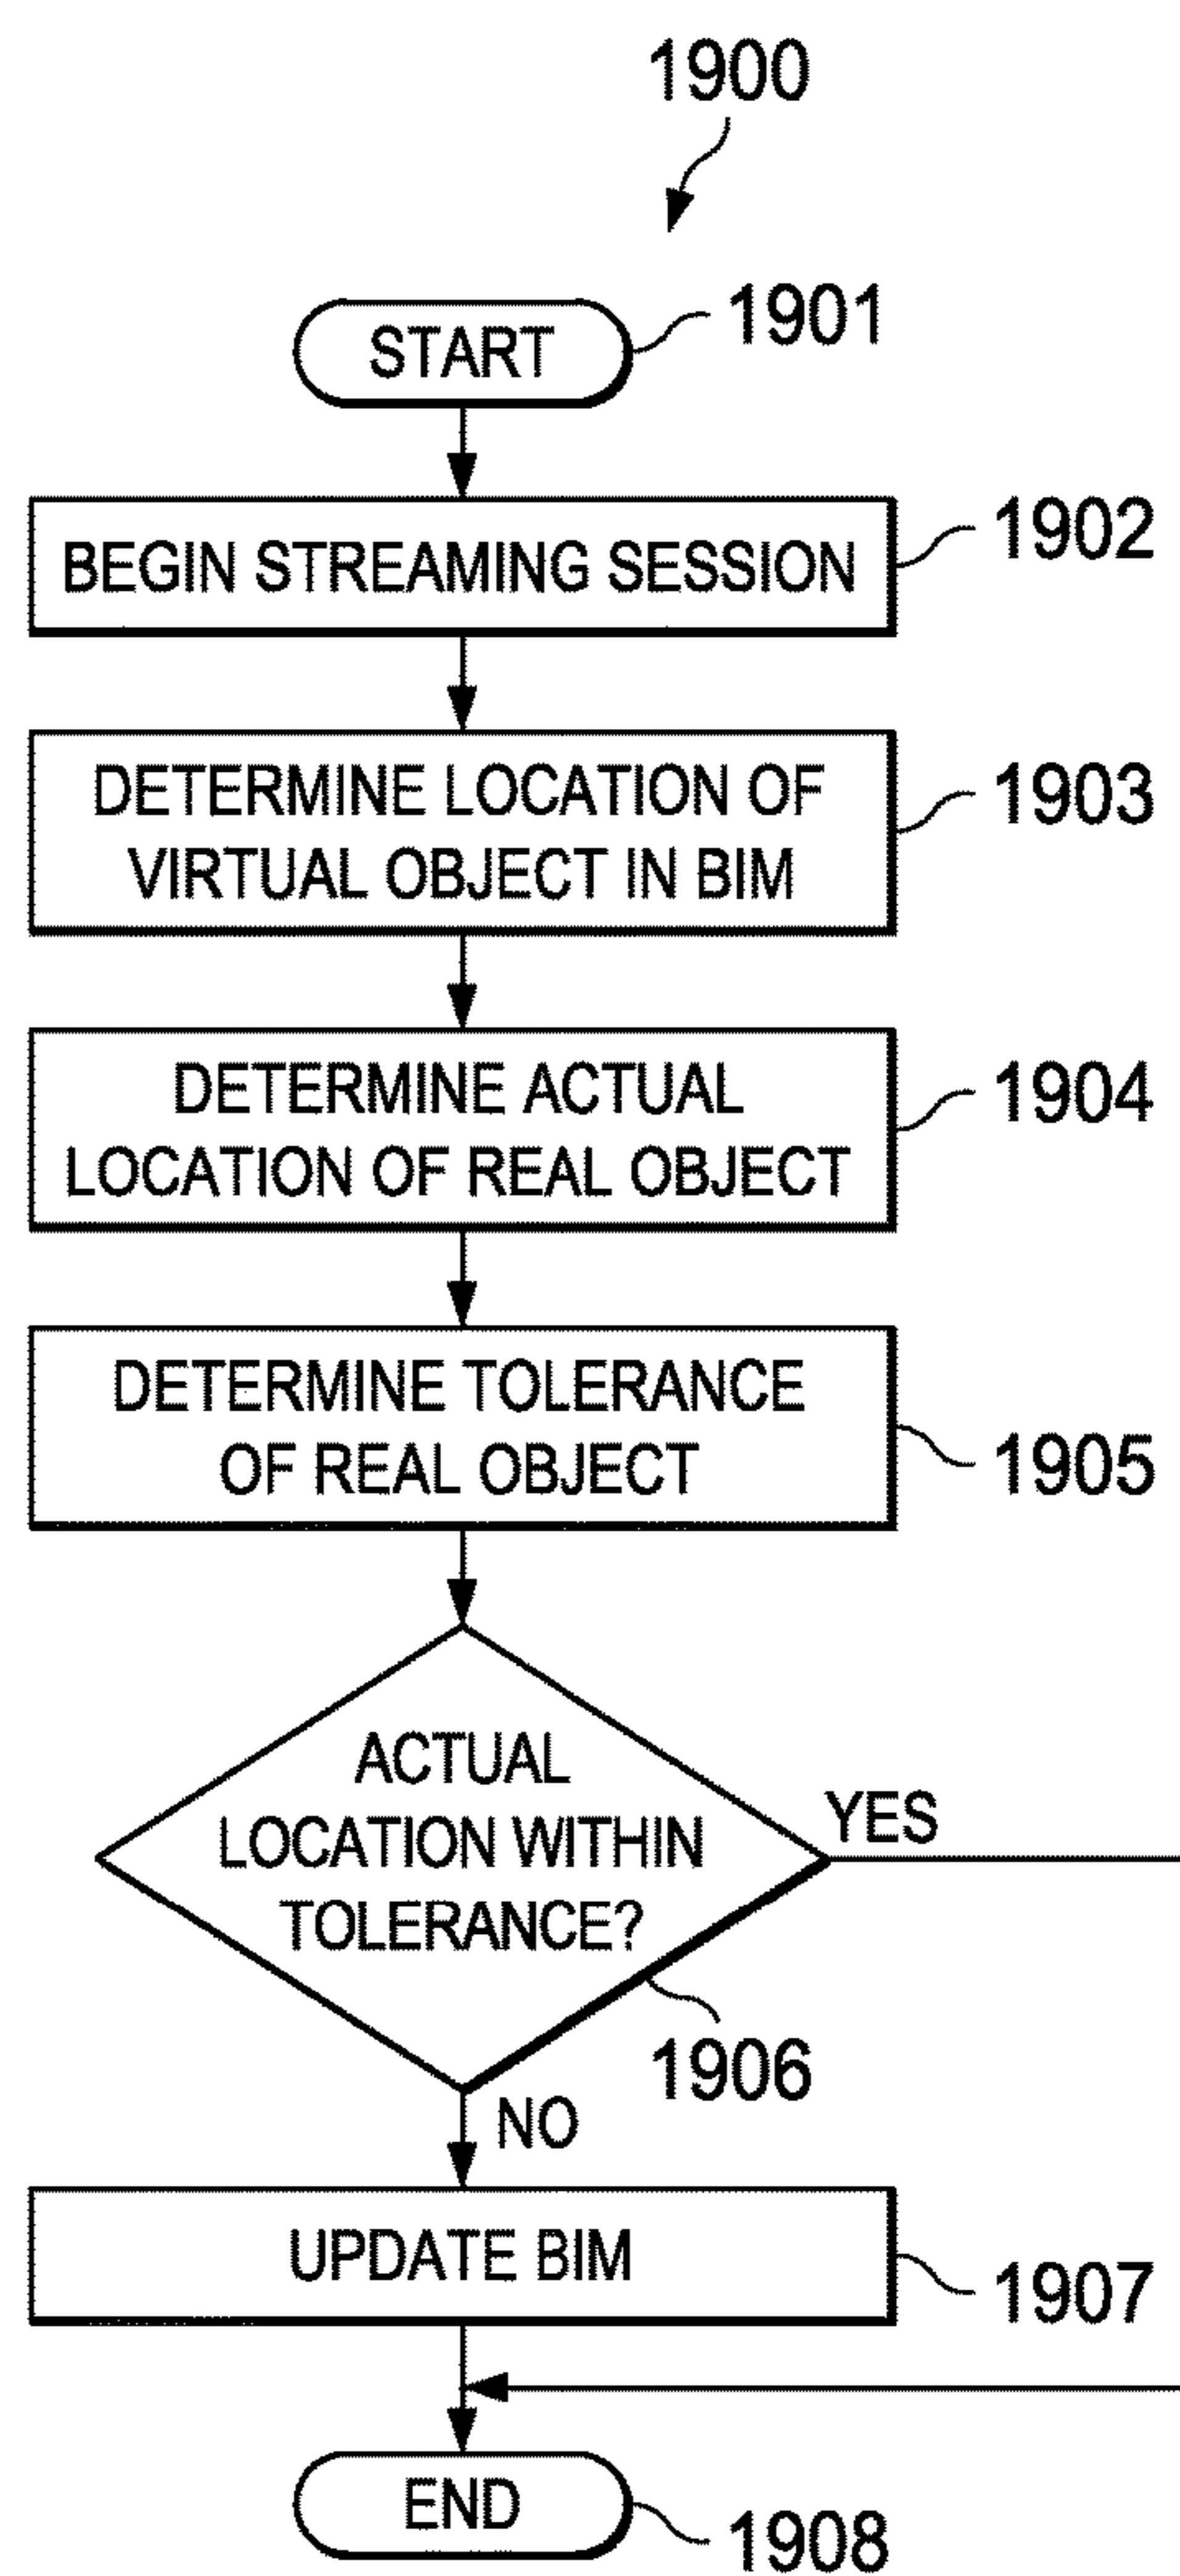 1900
START
1901
BEGIN STREAMING SESSION
1902
DETERMINE LOCATION OF
VIRTUAL OBJECT IN BIM
1903
DETERMINE ACTUAL
LOCATION OF REAL OBJECT
1904
DETERMINE TOLERANCE
OF REAL OBJECT
1905
ACTUAL
LOCATION WITHIN
TOLERANCE?
YES
1906
NO
UPDATE BIM
1907
END
1908